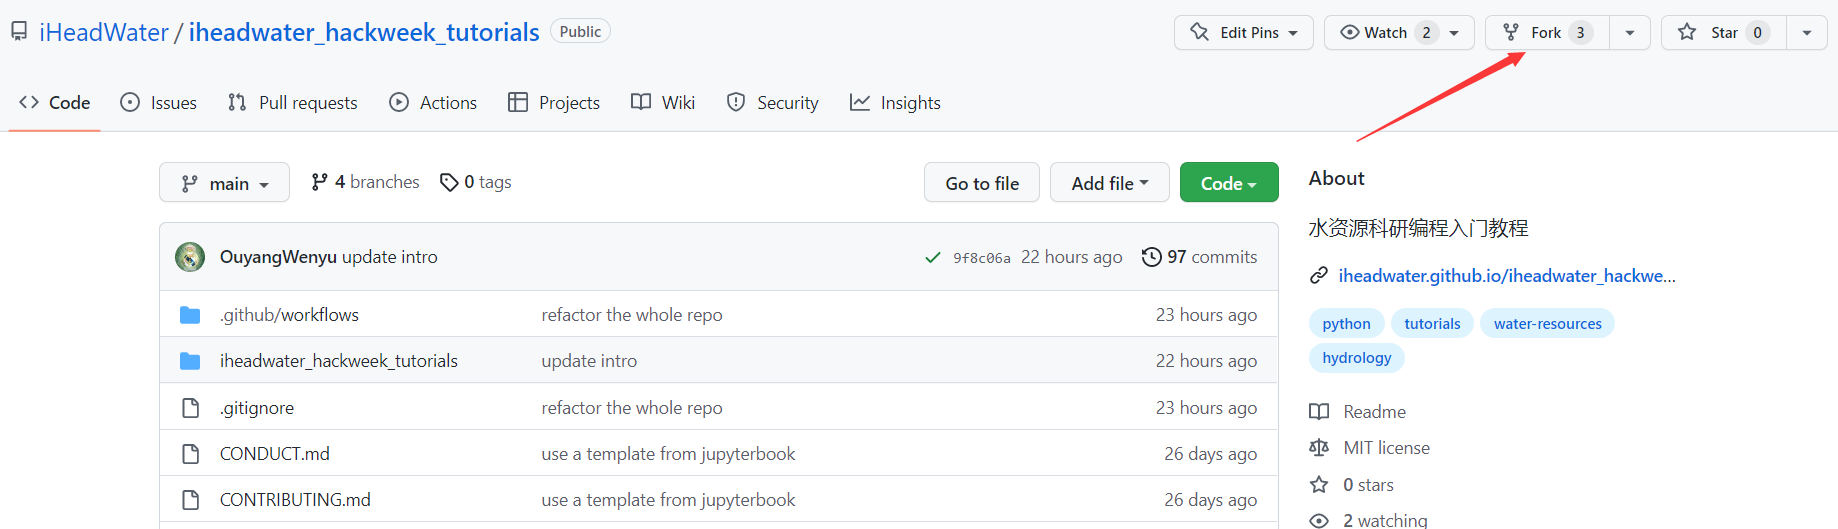 iHeadWater / iheadwater_hackweek_tutorials Public
Edit Pins Watch 2 Fork 3 Star 0
Code Issues Pull requests Actions Projects Wiki Security Insights
main 4 branches 0 tags Go to file Add file Code
OuyangWenyu update intro 9f8c06a 22 hours ago 97 commits
.github/workflows refactor the whole repo 23 hours ago
iheadwater_hackweek_tutorials update intro 22 hours ago
.gitignore refactor the whole repo 23 hours ago
CONDUCT.md use a template from jupyterbook 26 days ago
CONTRIBUTING.md use a template from jupyterbook 26 days ago
About
水资源科研编程入门教程
iheadwater.github.io/iheadwater_hackwe...
python tutorials water-resources
hydrology
Readme
MIT license
0 stars
2 watching